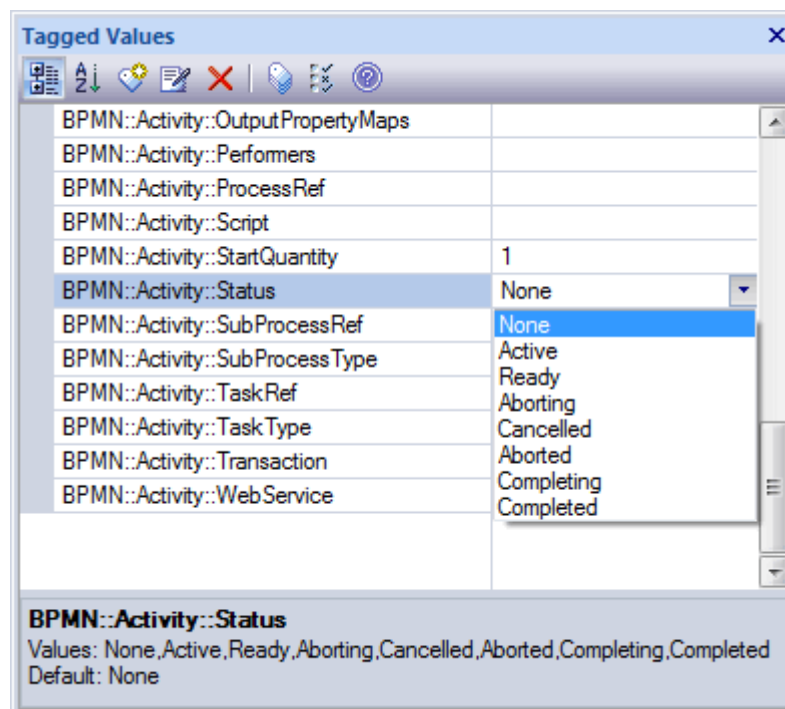 Tagged Values
BPMN::Activity::OutputPropertyMaps
BPMN::Activity::Performers
BPMN::Activity::ProcessRef
BPMN::Activity::Script
BPMN::Activity::StartQuantity 1
BPMN::Activity::Status None
BPMN::Activity::SubProcessRef
BPMN::Activity::SubProcessType
BPMN::Activity::TaskRef
BPMN::Activity::TaskType
BPMN::Activity::Transaction
BPMN::Activity::WebService
None
Active
Ready
Aborting
Cancelled
Aborted
Completing
Completed
BPMN::Activity::Status
Values: None,Active,Ready,Aborting,Cancelled,Aborted,Completing,Completed
Default: None